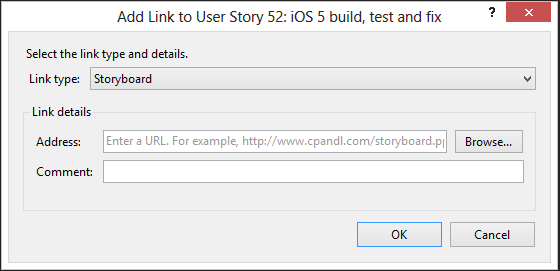 Add Link to User Story 52: iOS 5 build, test and fix
?
Select the link type and details.
Link type: Storyboard
Link details
Address: Enter a URL. For example, http://www.cpandl.com/storyboard.p Browse...
Comment:
OK Cancel